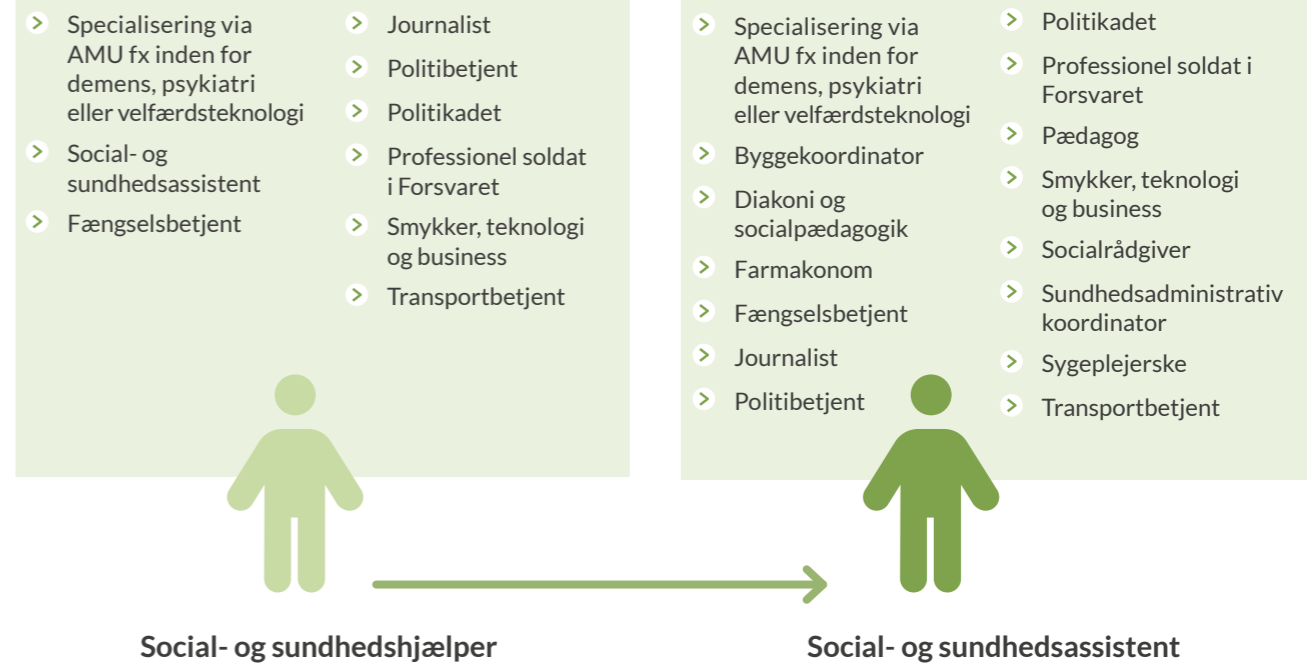 Specialisering via
AMU fx inden for
demens, psykiatri
eller velfærdsteknologi
Social- og
sundhedsassistent
Fængselsbetjent
Journalist
Politibetjent
Politikadet
Professionel soldat
i Forsvaret
Smykker, teknologi
og business
Transportbetjent
Social- og sundhedshjælper
Specialisering via
AMU fx inden for
demens, psykiatri
eller velfærdsteknologi
Byggekoordinator
Diakoni og
socialpædagogik
Farmakonom
Fængselsbetjent
Journalist
Politibetjent
Politikadet
Professionel soldat i
Forsvaret
Pædagog
Smykker, teknologi
og business
Socialrådgiver
Sundhedsadministrativ
koordinator
Sygeplejerske
Transportbetjent
Social- og sundhedsassistent